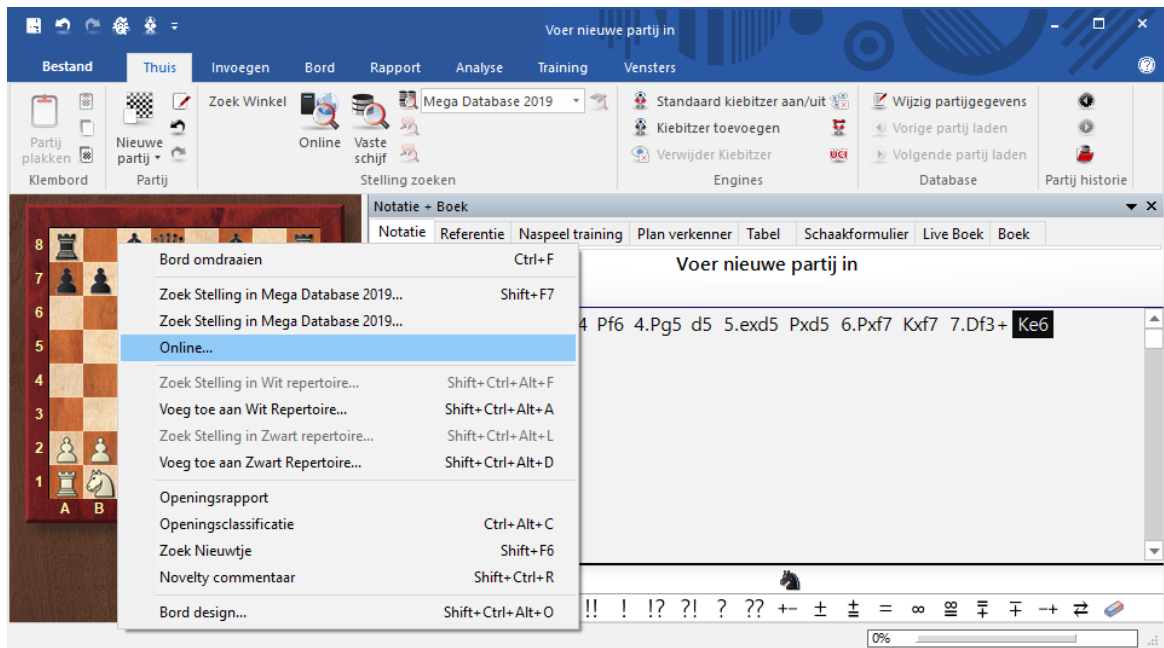 Voer nieuwe partij in
Bestand Thuis Invoegen Bord Rapport Analyse Training Vensters
Partij plakken
Klembord
Nieuwe partij
Partij
Zoek Winkel
Online
Vaste schijf
Mega Database 2019
Stelling zoeken
Standaard kiebitzer aan/uit
Kiebitzer toevoegen
Verwijder Kiebitzer
UCI
Engines
Wijzig partijgegevens
Vorige partij laden
Volgende partij laden
Database
Partij historie
Notatie + Boek
Notatie Referentie Naspeel training Plan verkenner Tabel Schaakformulier Live Boek Boek
Voer nieuwe partij in
4 Pf6 4.Pg5 d5 5.exd5 Pxd5 6.Pxf7 Kxf7 7.Df3+ Ke6
8
7
6
5
4
3
2
1
A B
Bord omdraaien Ctrl+F
Zoek Stelling in Mega Database 2019... Shift+F7
Zoek Stelling in Mega Database 2019...
Online...
Zoek Stelling in Wit repertoire... Shift+Ctrl+Alt+F
Voeg toe aan Wit Repertoire... Shift+Ctrl+Alt+A
Zoek Stelling in Zwart repertoire... Shift+Ctrl+Alt+L
Voeg toe aan Zwart Repertoire... Shift+Ctrl+Alt+D
Openingsrapport
Openingsclassificatie Ctrl+Alt+C
Zoek Nieuwtje Shift+F6
Novelty commentaar Shift+Ctrl+R
Bord design... Shift+Ctrl+Alt+O
!! ! !? ?! ? ?? +- ± ⩲ = ∞ =∞ ⩱ ∓ -+ ⇄
0%